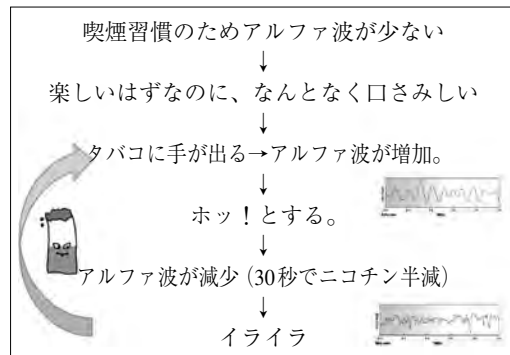 喫煙習慣のためアルファ波が少ない
↓
楽しいはずなのに、なんとなく口さみしい
↓
タバコに手が出る→アルファ波が増加。
↓
ホッ！とする。
↓
アルファ波が減少（30秒でニコチン半減）
↓
イライラ